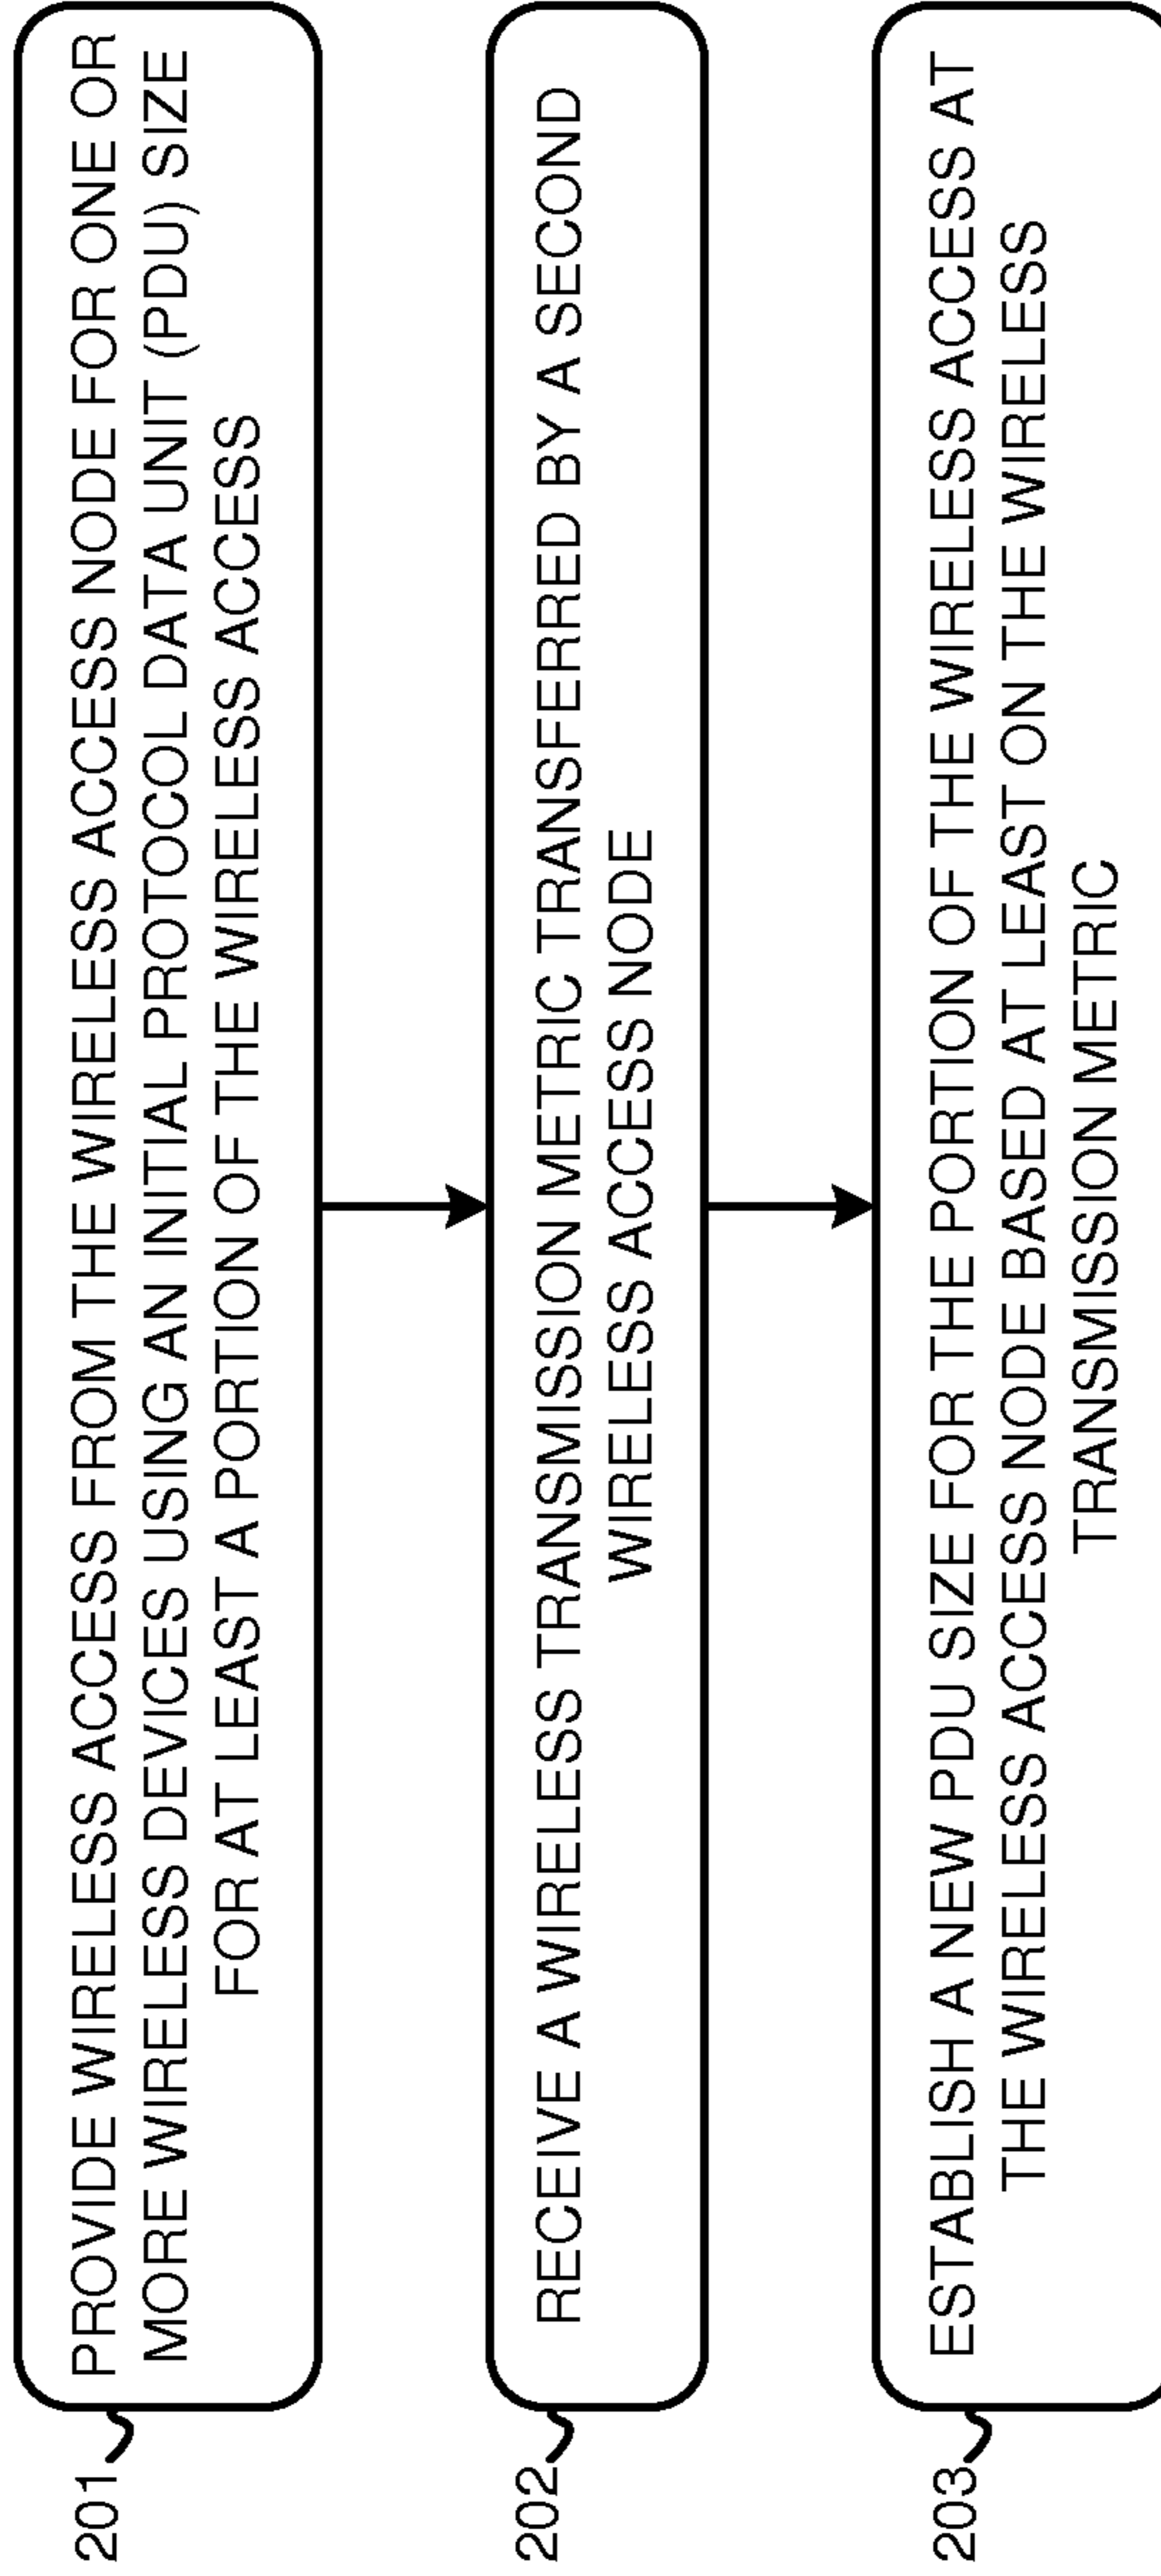 201
PROVIDE WIRELESS ACCESS FROM THE WIRELESS ACCESS NODE FOR ONE OR
MORE WIRELESS DEVICES USING AN INITIAL PROTOCOL DATA UNIT (PDU) SIZE
FOR AT LEAST A PORTION OF THE WIRELESS ACCESS
202
RECEIVE A WIRELESS TRANSMISSION METRIC TRANSFERRED BY A SECOND
WIRELESS ACCESS NODE
203
ESTABLISH A NEW PDU SIZE FOR THE PORTION OF THE WIRELESS ACCESS AT
THE WIRELESS ACCESS NODE BASED AT LEAST ON THE WIRELESS
TRANSMISSION METRIC